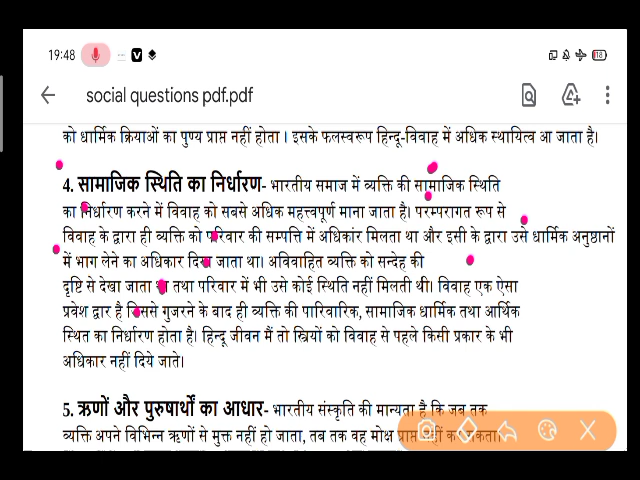 19:48
social questions pdf.pdf
को धार्मिक क्रियाओं का पुण्य प्राप्त नहीं होता । इसके फलस्वरूप हिन्दू-विवाह में अधिक स्थायित्व आ जाता है।
4. सामाजिक स्थिति का निर्धारण- भारतीय समाज में व्यक्ति की सामाजिक स्थिति
का निर्धारण करने में विवाह को सबसे अधिक महत्त्वपूर्ण माना जाता है। परम्परागत रूप से
विवाह के द्वारा ही व्यक्ति को परिवार की सम्पत्ति में अधिकांर मिलता था और इसी के द्वारा उसे धार्मिक अनुष्ठानों
में भाग लेने का अधिकार दिया जाता था। अविवाहित व्यक्ति को सन्देह की
दृष्टि से देखा जाता था तथा परिवार में भी उसे कोई स्थिति नहीं मिलती थी। विवाह एक ऐसा
प्रवेश द्वार है जिससे गुजरने के बाद ही व्यक्ति की पारिवारिक, सामाजिक धार्मिक तथा आर्थिक
स्थित का निर्धारण होता है। हिन्दू जीवन मैं तो स्त्रियों को विवाह से पहले किसी प्रकार के भी
अधिकार नहीं दिये जाते।
5. ऋणों और पुरुषार्थों का आधार- भारतीय संस्कृति की मान्यता है कि जब तक
व्यक्ति अपने विभिन्न ऋणों से मुक्त नहीं हो जाता, तब तक वह मोक्ष प्राप्त नहीं कर सकता।